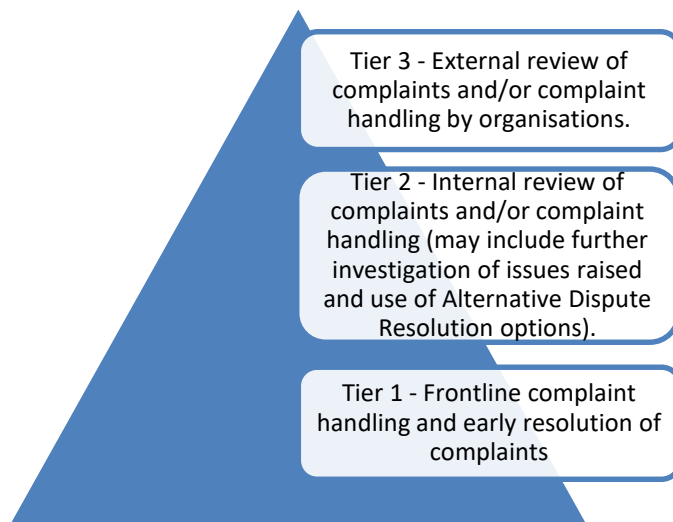 Tier 3 - External review of
complaints and/or complaint
handling by organisations.
Tier 2 - Internal review of
complaints and/or complaint
handling (may include further
investigation of issues raised
and use of Alternative Dispute
Resolution options).
Tier 1 - Frontline complaint
handling and early resolution of
complaints